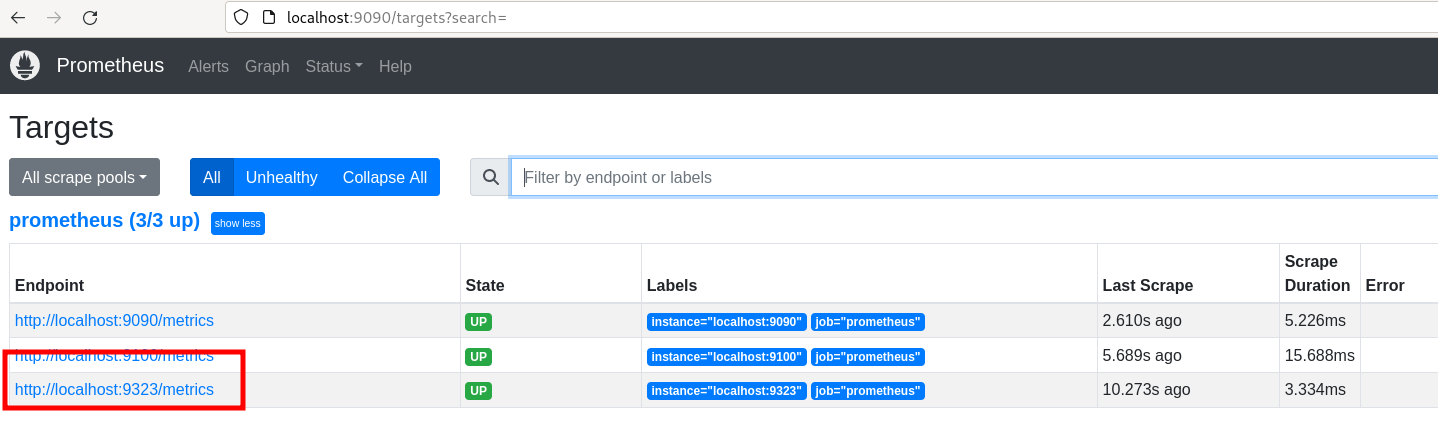 localhost:9090/targets?search=
Prometheus Alerts Graph Status Help
Targets
All scrape pools All Unhealthy Collapse All Filter by endpoint or labels
prometheus (3/3 up) show less
Endpoint State Labels Last Scrape Scrape Duration Error
http://localhost:9090/metrics UP instance="localhost:9090" job="prometheus" 2.610s ago 5.226ms
http://localhost:9100/metrics UP instance="localhost:9100" job="prometheus" 5.689s ago 15.688ms
http://localhost:9323/metrics UP instance="localhost:9323" job="prometheus" 10.273s ago 3.334ms